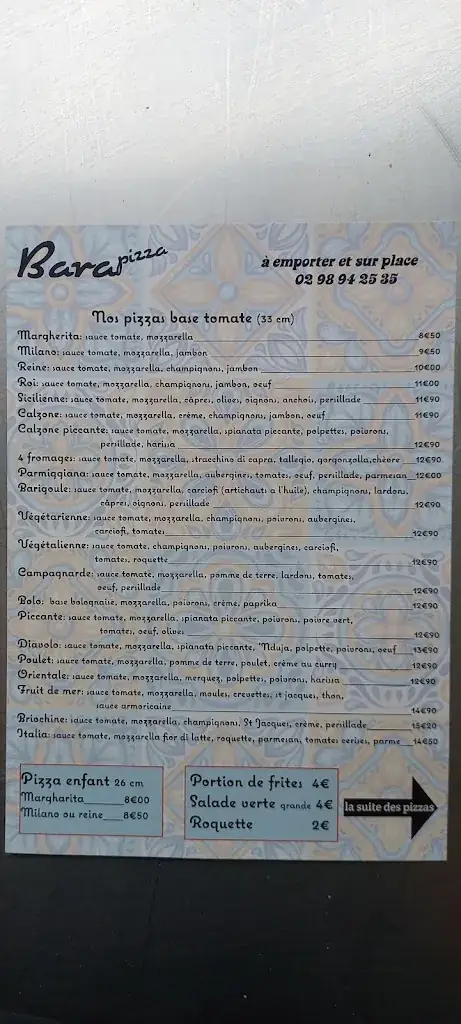 Bara pizza
à emporter et sur place
02 98 94 25 35
Nos pizzas base tomate (33 cm)
Margherita: sauce tomate, mozzarella 8€50
Milano: sauce tomate, mozzarella, jambon 9€50
Reine: sauce tomate, mozzarella, champignons, jambon 10€00
Roi: sauce tomate, mozzarella, champignons, jambon, oeuf 11€00
Sicilienne: sauce tomate, mozzarella, câpres, olives, oignons, anchois, persillade 11€90
Calzone: sauce tomate, mozzarella, crème, champignons, jambon, oeuf 11€90
Calzone piccante: sauce tomate, mozzarella, spianata piccante, polpettes, poivrons,
persillade, harissa 12€90
4 fromages: sauce tomate, mozzarella, stracchino di capra, tallegio, gorgonzolla,chèvre 12€90
Parmiggiana: sauce tomate, mozzarella, aubergines, tomates, oeuf, persillade, parmesan 12€00
Barigoule: sauce tomate, mozzarella, carciofi (artichauts a l'huile), champignons, lardons,
câpres, oignons, persillade 12€90
Végétarienne: sauce tomate, mozzarella, champignons, poivrons, aubergines,
carciofi, tomates 12€90
Végétalienne: sauce tomate, champignons, poivrons, aubergines, carciofi,
tomates, roquette 12€90
Campagnarde: sauce tomate, mozzarella, pomme de terre, lardons, tomates,
oeuf, persillade 12€90
Bolo: base bolognaise, mozzarella, poivrons, crème, paprika 12€90
Piccante: sauce tomate, mozzarella, spianata piccante, poivrons, poivre vert,
tomates, oeuf, olives 12€90
Diavolo: sauce tomate, mozzarella, spianata piccante, 'Nduja, polpette, poivrons, oeuf 13€90
Poulet: sauce tomate, mozzarella, pomme de terre, poulet, crème au curry 12€90
Orientale: sauce tomate, mozzarella, merguez, polpettes, poivrons, harissa 12€90
Fruit de mer: sauce tomate, mozzarella, moules, crevettes, st jacques, thon,
sauce armoricaine 14€90
Briochine: sauce tomate, mozzarella, champignons, St Jacques, crème, persillade 15€20
Italia: sauce tomate, mozzarella fior di latte, roquette, parmesan, tomates cerises, parme 14€50
Pizza enfant 26 cm
Margharita 8€00
Milano ou reine 8€50
Portion de frites 4€
Salade verte grande 4€
Roquette 2€
la suite des pizzas